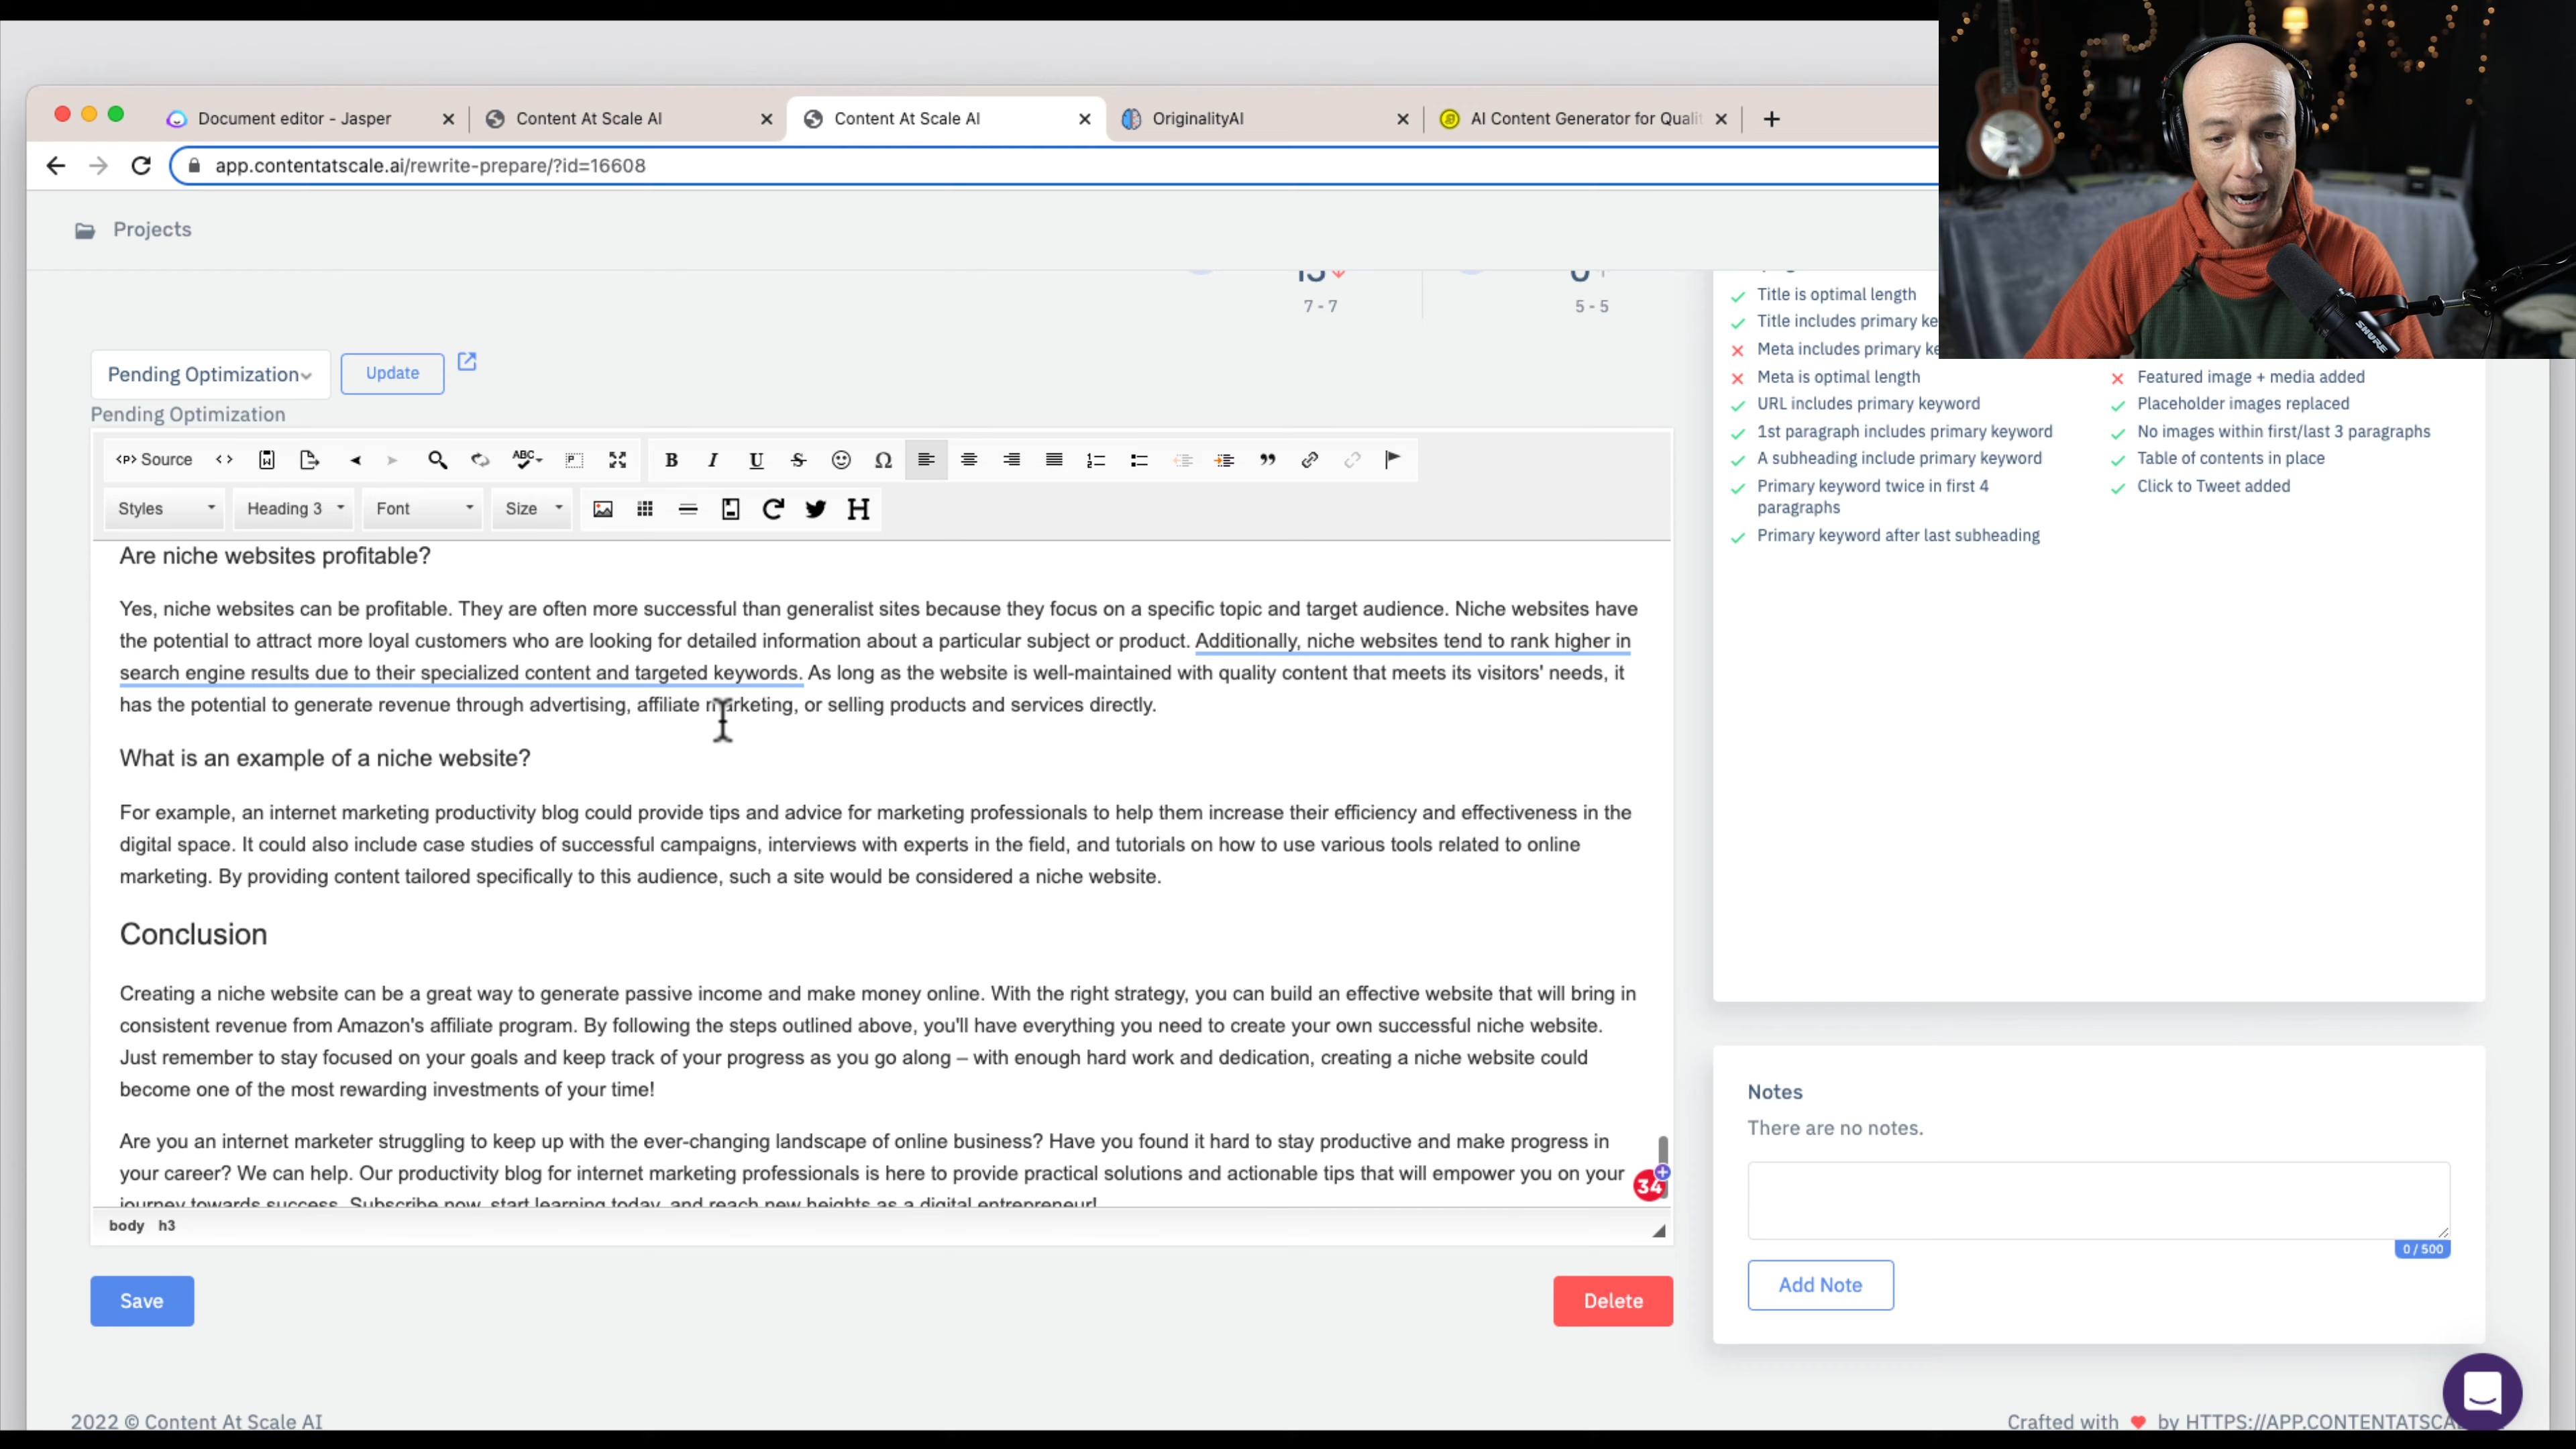 Document editor - Jasper
Content At Scale AI
Content At Scale AI
OriginalityAI
AI Content Generator for Qualit
app.contentatscale.ai/rewrite-prepare/?id=16608
Projects
7 - 7
5 - 5
Pending Optimization
Update
Pending Optimization
Source
ABC
Styles
Heading 3
Font
Size
Are niche websites profitable?
Yes, niche websites can be profitable. They are often more successful than generalist sites because they focus on a specific topic and target audience. Niche websites have
the potential to attract more loyal customers who are looking for detailed information about a particular subject or product. Additionally, niche websites tend to rank higher in
search engine results due to their specialized content and targeted keywords. As long as the website is well-maintained with quality content that meets its visitors' needs, it
has the potential to generate revenue through advertising, affiliate marketing, or selling products and services directly.
What is an example of a niche website?
For example, an internet marketing productivity blog could provide tips and advice for marketing professionals to help them increase their efficiency and effectiveness in the
digital space. It could also include case studies of successful campaigns, interviews with experts in the field, and tutorials on how to use various tools related to online
marketing. By providing content tailored specifically to this audience, such a site would be considered a niche website.
Conclusion
Creating a niche website can be a great way to generate passive income and make money online. With the right strategy, you can build an effective website that will bring in
consistent revenue from Amazon's affiliate program. By following the steps outlined above, you'll have everything you need to create your own successful niche website.
Just remember to stay focused on your goals and keep track of your progress as you go along – with enough hard work and dedication, creating a niche website could
become one of the most rewarding investments of your time!
Are you an internet marketer struggling to keep up with the ever-changing landscape of online business? Have you found it hard to stay productive and make progress in
your career? We can help. Our productivity blog for internet marketing professionals is here to provide practical solutions and actionable tips that will empower you on your
journey towards success. Subscribe now, start learning today, and reach new heights as a digital entrepreneur!
34
body h3
Save
Delete
Title is optimal length
Title includes primary ke
Meta includes primary ke
Meta is optimal length
URL includes primary keyword
1st paragraph includes primary keyword
A subheading include primary keyword
Primary keyword twice in first 4
paragraphs
Primary keyword after last subheading
Featured image + media added
Placeholder images replaced
No images within first/last 3 paragraphs
Table of contents in place
Click to Tweet added
Notes
There are no notes.
0 / 500
Add Note
2022 © Content At Scale AI
Crafted with by HTTPS://APP.CONTENTATSCA
SHURE